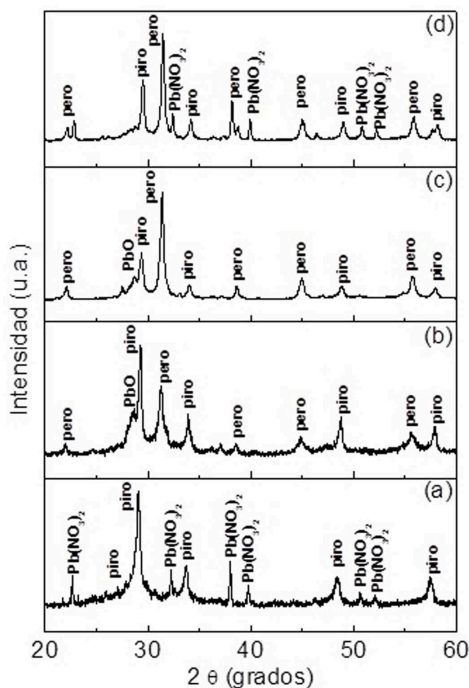 (d)
pero
piro
pero
Pb(NO₃)₂
piro
pero
Pb(NO₃)₂
pero
piro
Pb(NO₃)₂
Pb(NO₃)₂
pero
piro
(c)
pero
PbO
piro
pero
piro
pero
pero
piro
pero
piro
(b)
pero
PbO
piro
pero
piro
pero
pero
piro
pero
piro
(a)
Pb(NO₃)₂
piro
piro
Pb(NO₃)₂
piro
Pb(NO₃)₂
Pb(NO₃)₂
piro
Pb(NO₃)₂
Pb(NO₃)₂
piro
Intensidad (u.a.)
20 30 40 50 60
2 θ (grados)